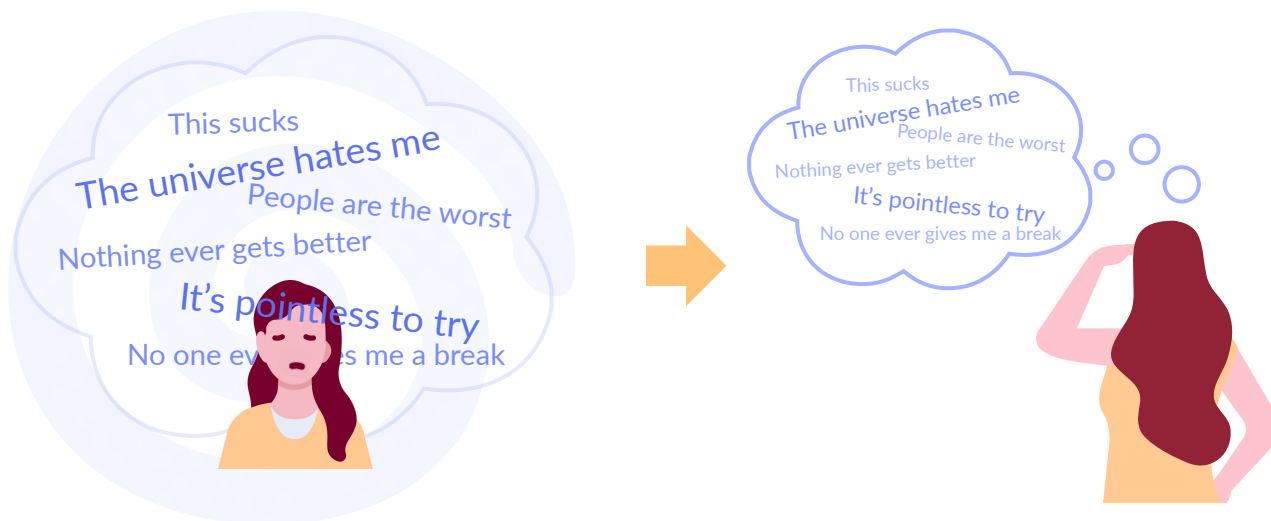 This sucks
The universe hates me
People are the worst
Nothing ever gets better
It's pointless to try
No one ev es me a break
This sucks
The universe hates me
People are the worst
Nothing ever gets better
It's pointless to try
No one ever gives me a break